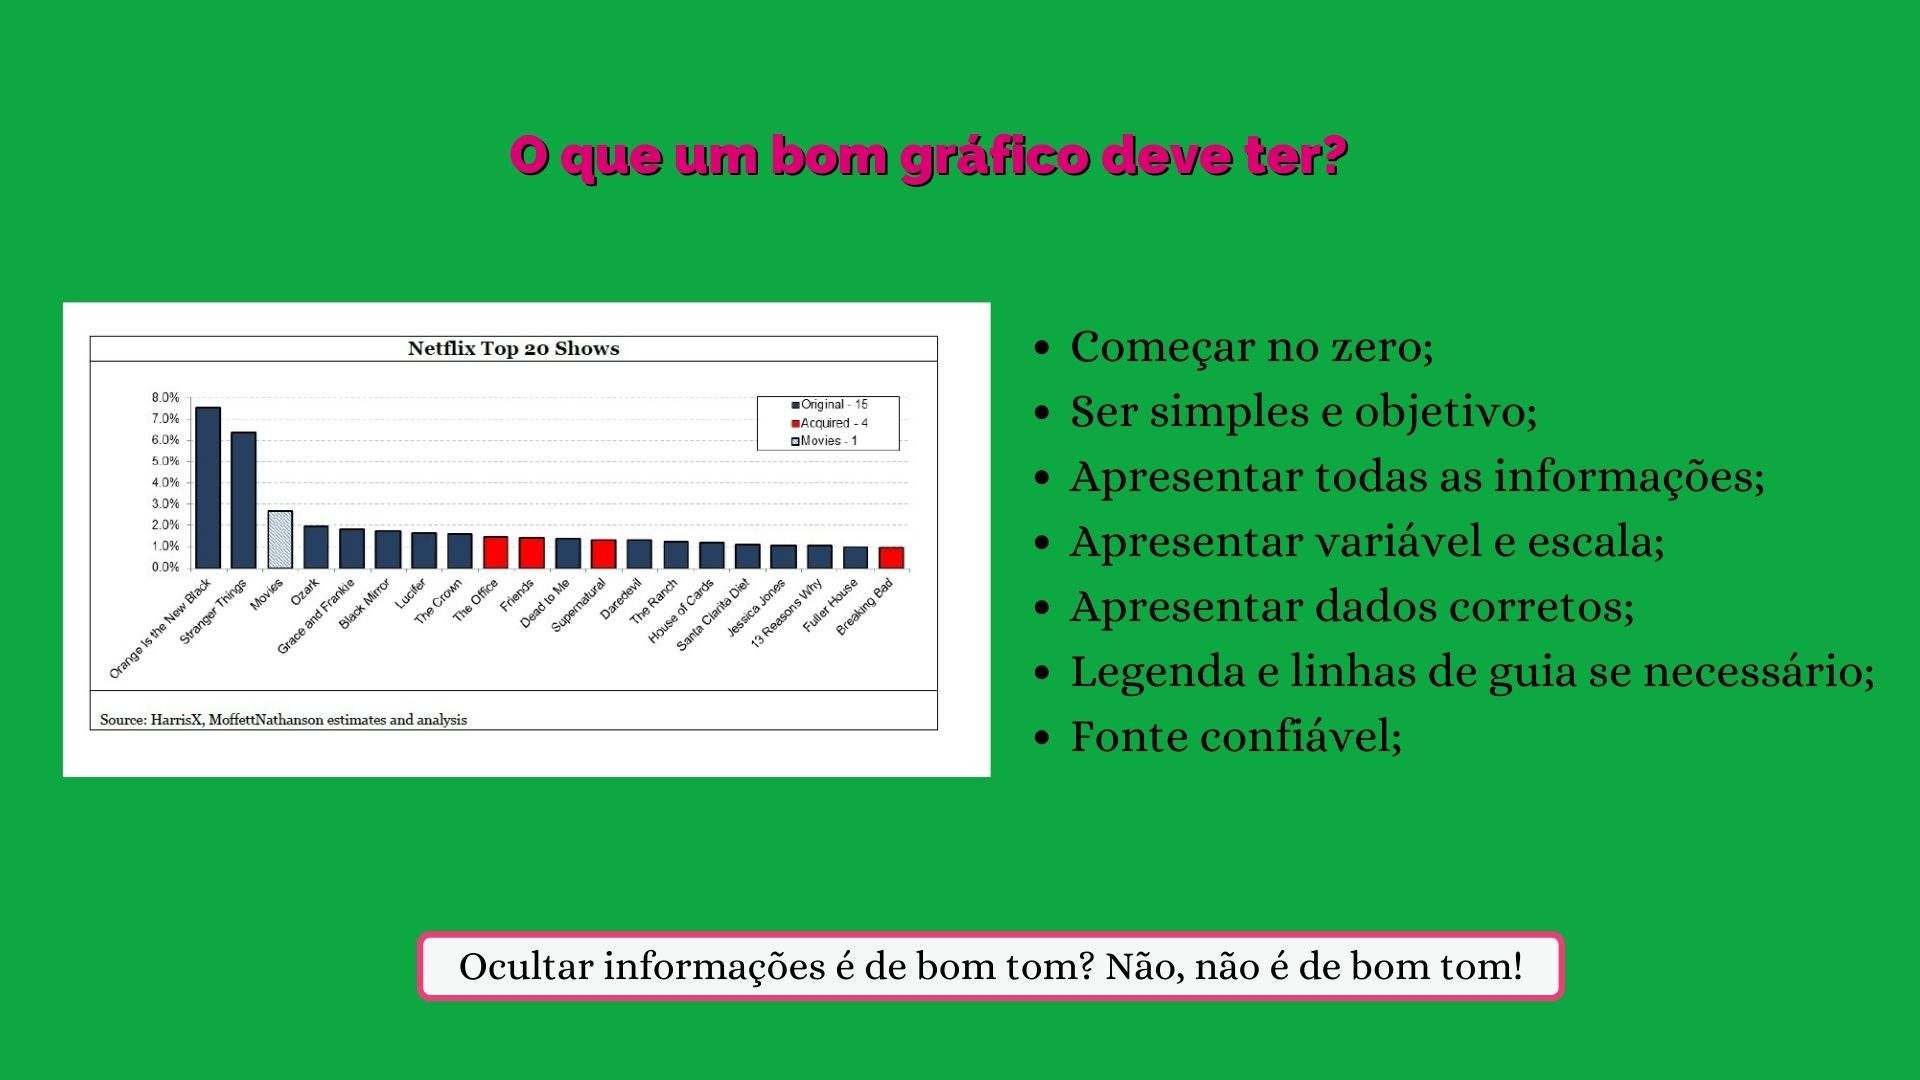 O que um bom gráfico deve ter?
Netflix Top 20 Shows
8.0%
7.0%
6.0%
5.0%
4.0%
3.0%
2.0%
1.0%
0.0%
Original - 15
Acquired - 4
Movies - 1
Orange Is the New Black
Stranger Things
Movies
Ozark
Grace and Frankie
Black Mirror
Lucifer
The Crown
The Office
Friends
Dead to Me
Supernatural
Daredevil
The Ranch
House of Cards
Santa Clarita Diet
Jessica Jones
13 Reasons Why
Fuller House
Breaking Bad
Source: HarrisX, MoffettNathanson estimates and analysis
• Começar no zero;
• Ser simples e objetivo;
• Apresentar todas as informações;
• Apresentar variável e escala;
• Apresentar dados corretos;
• Legenda e linhas de guia se necessário;
• Fonte confiável;
Ocultar informações é de bom tom? Não, não é de bom tom!